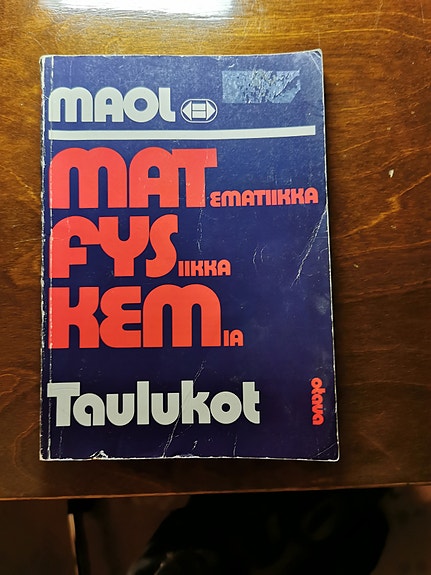 MAOL
MATEMATIIKKA
FYSIIKKA
KEMIA
Taulukot
otava